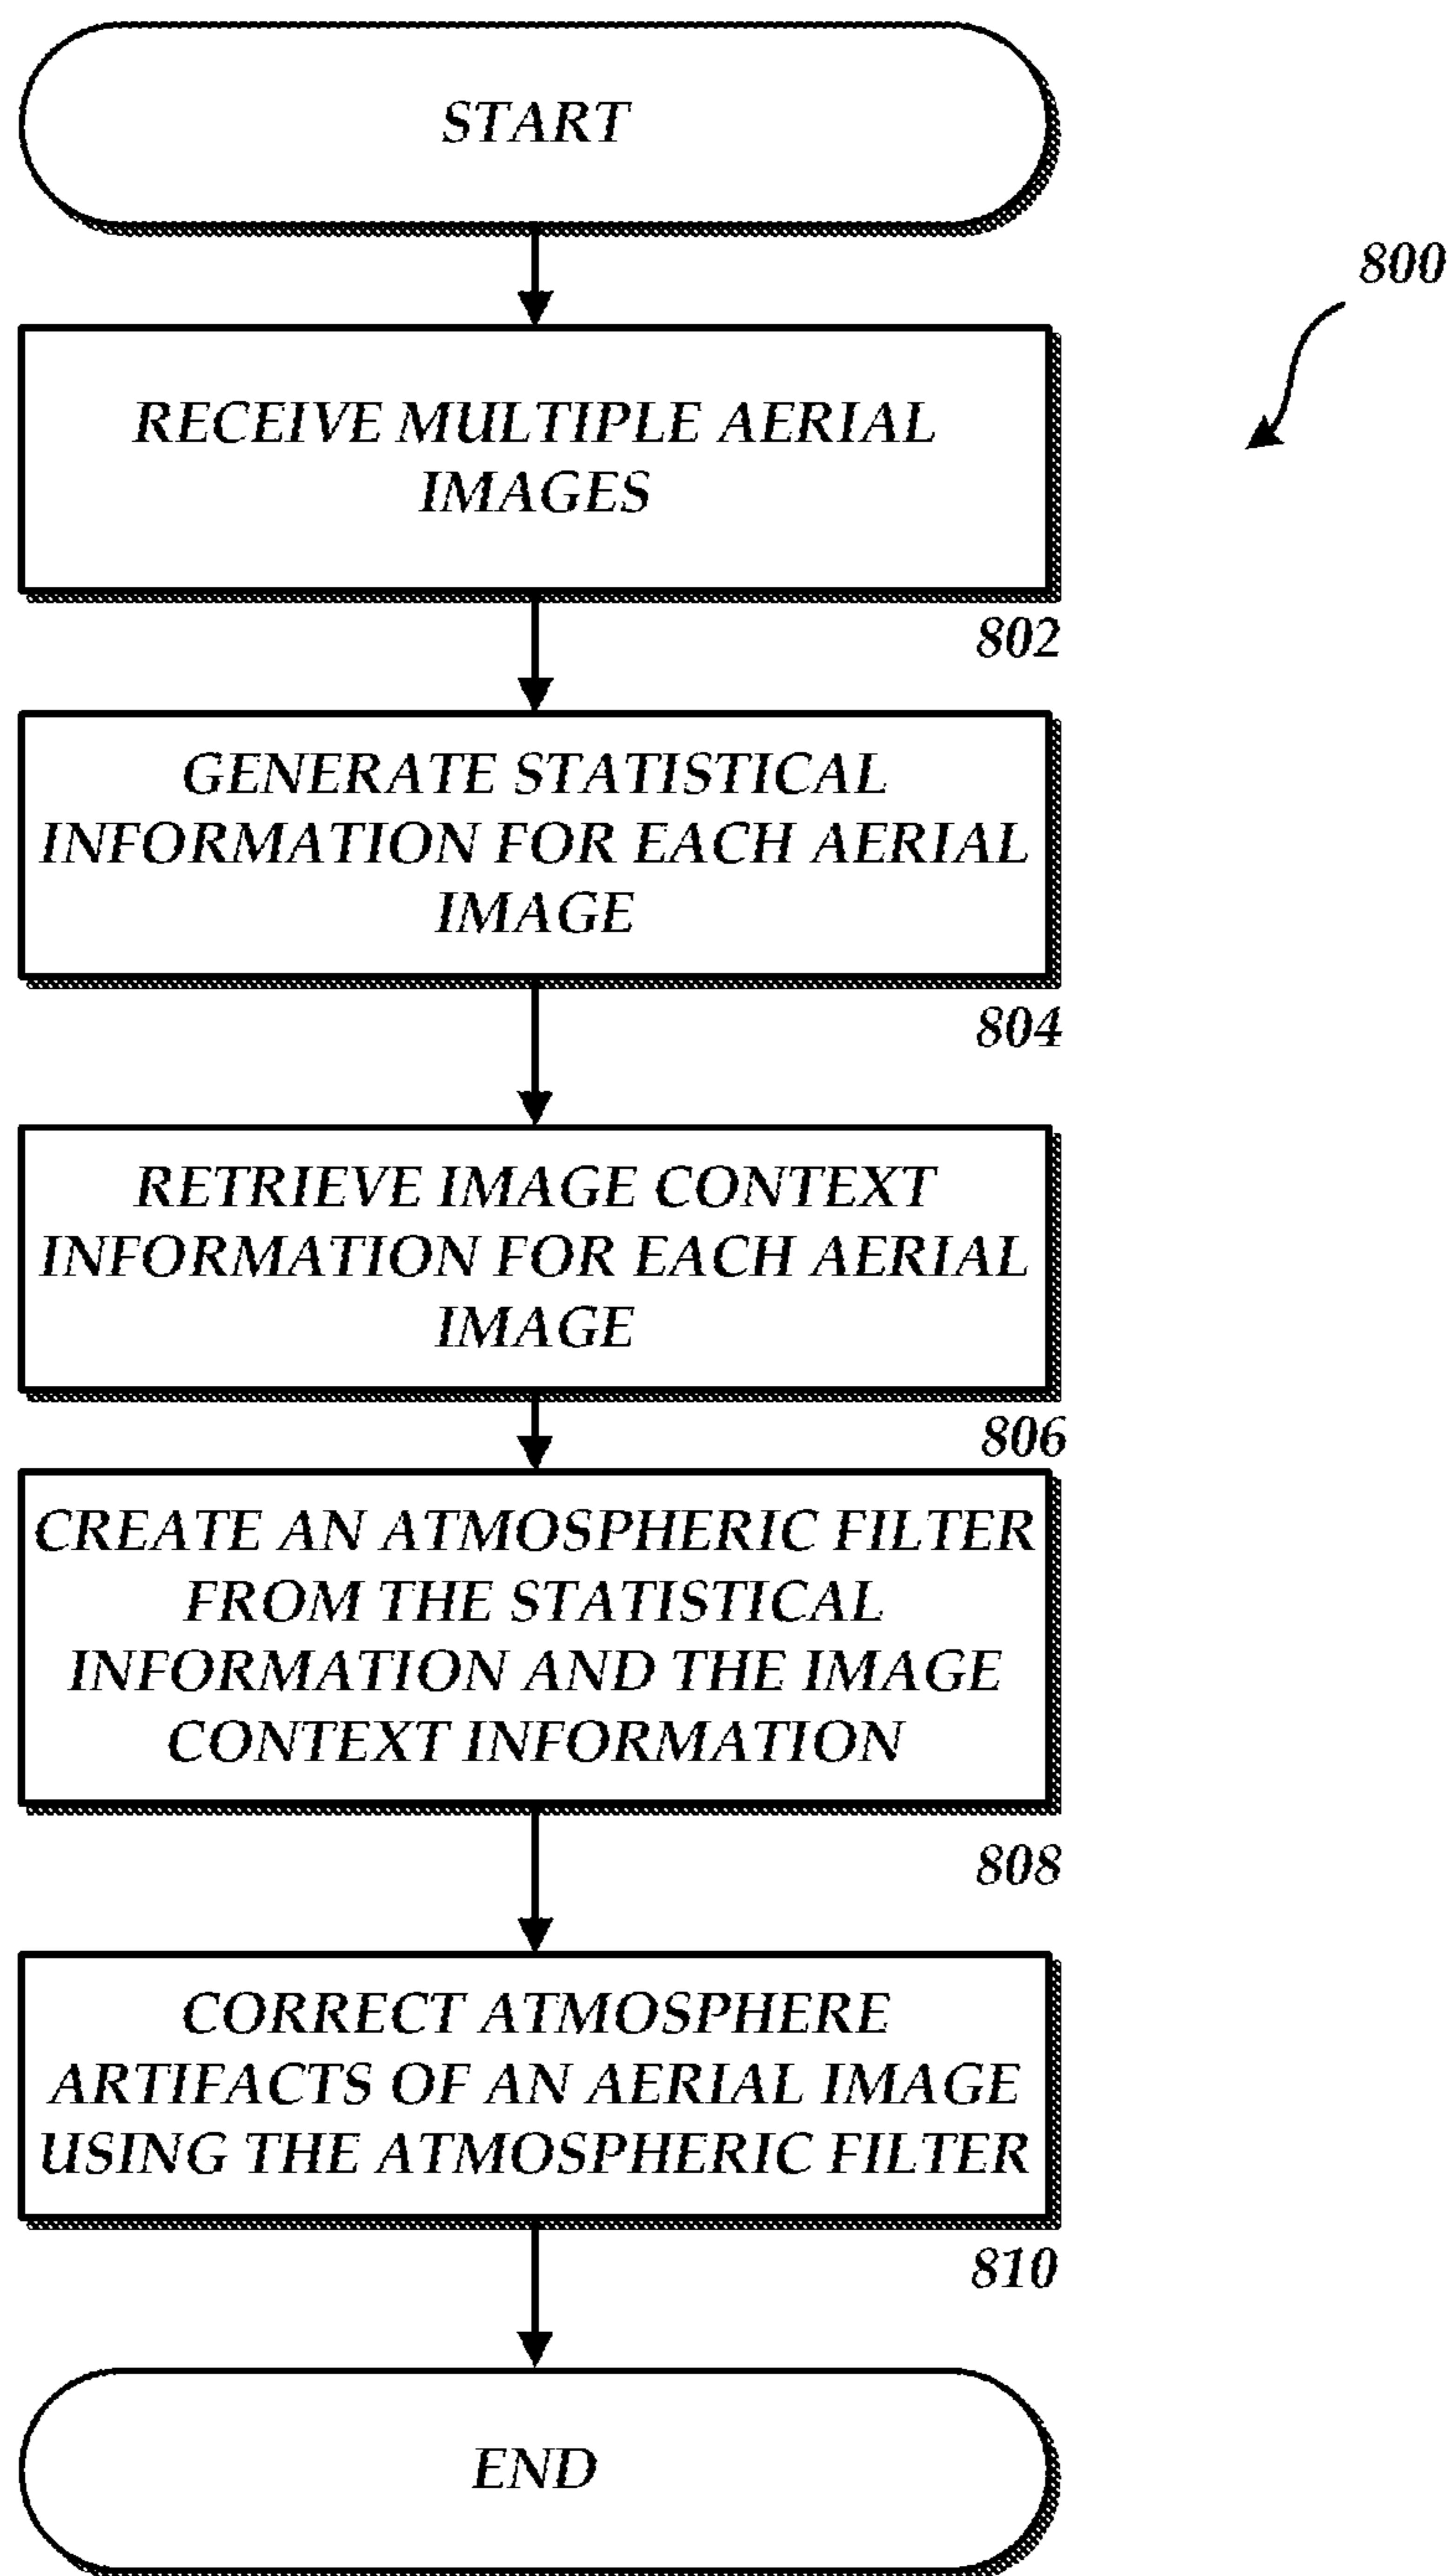 START
800
RECEIVE MULTIPLE AERIAL
IMAGES
802
GENERATE STATISTICAL
INFORMATION FOR EACH AERIAL
IMAGE
804
RETRIEVE IMAGE CONTEXT
INFORMATION FOR EACH AERIAL
IMAGE
806
CREATE AN ATMOSPHERIC FILTER
FROM THE STATISTICAL
INFORMATION AND THE IMAGE
CONTEXT INFORMATION
808
CORRECT ATMOSPHERE
ARTIFACTS OF AN AERIAL IMAGE
USING THE ATMOSPHERIC FILTER
810
END